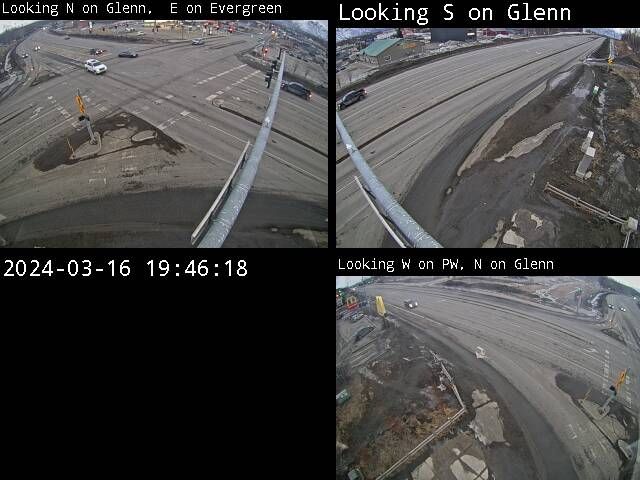 Looking N on Glenn, E on Evergreen
Looking S on Glenn
2024-03-16 19:46:18
Looking W on PW, N on Glenn